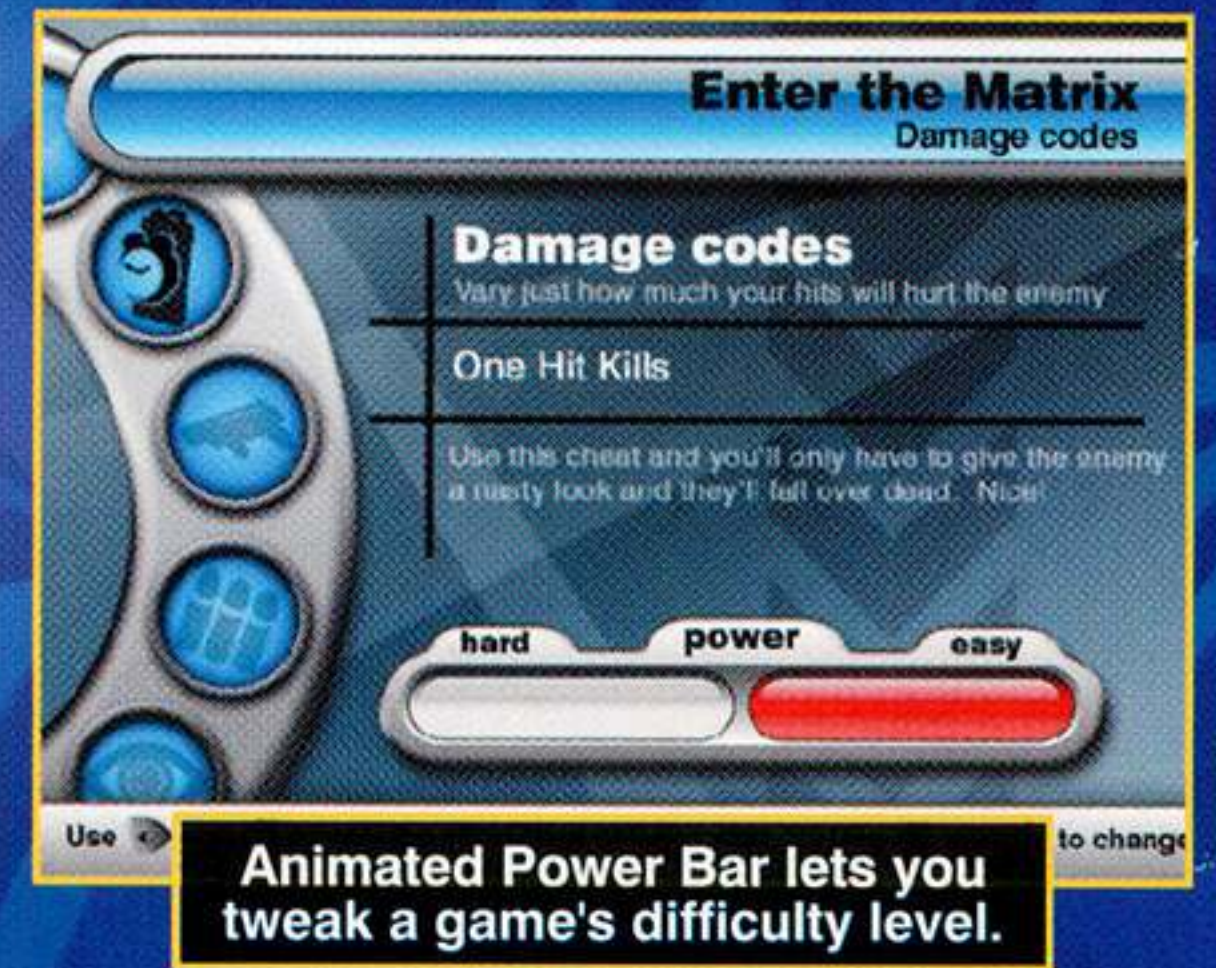 Enter the Matrix
Damage codes
Damage codes
Vary just how much your hits will hurt the enemy
One Hit Kills
Use this cheat and you'll only have to give the enemy
a nasty look and they'll fall over dead. Nice!
hard power easy
Use to change
Animated Power Bar lets you
tweak a game's difficulty level.